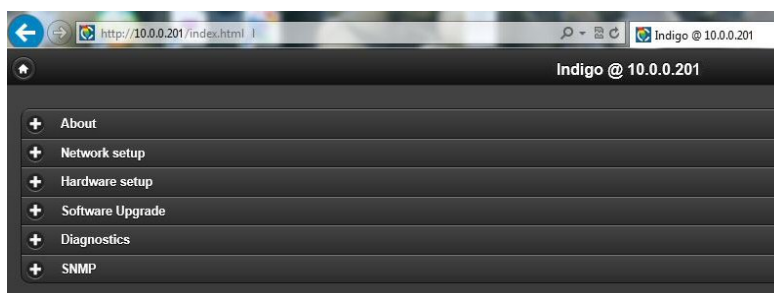 http://10.0.0.201/index.html
Indigo @ 10.0.0.201
Indigo @ 10.0.0.201
About
Network setup
Hardware setup
Software Upgrade
Diagnostics
SNMP